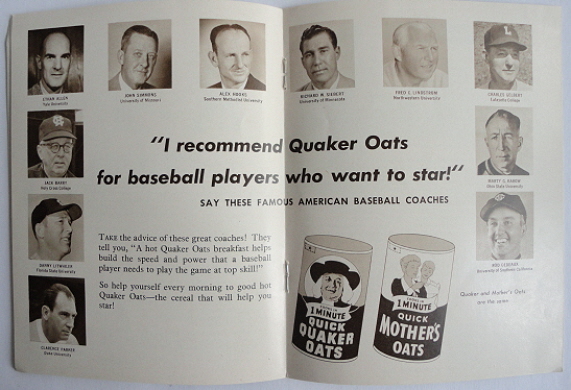 ETHAN ALLEN
Yale University
JOHN SIMMONS
University of Missouri
ALEX HOOKS
Southern Methodist University
RICHARD W. SIEBERT
University of Minnesota
FRED C. LINDSTROM
Northwestern University
CHARLES GELBERT
Lafayette College
JACK BARRY
Holy Cross College
MARTY G. KAROW
Ohio State University
DANNY LITWHILER
Florida State University
University of Southern California
CLARENCE PARKER
Duke University
"I recommend Quaker Oats
for baseball players who want to star!"
SAY THESE FAMOUS AMERICAN BASEBALL COACHES
TAKE the advice of these great coaches! They
tell you, "A hot Quaker Oats breakfast helps
build the speed and power that a baseball
player needs to play the game at top skill!"
So help yourself every morning to good hot
Quaker Oats—the cereal that will help you
star!
1 MINUTE
QUICK
QUAKER
OATS
1 MINUTE
QUICK
MOTHER'S
OATS
Quaker and Mother's Oats
are the same